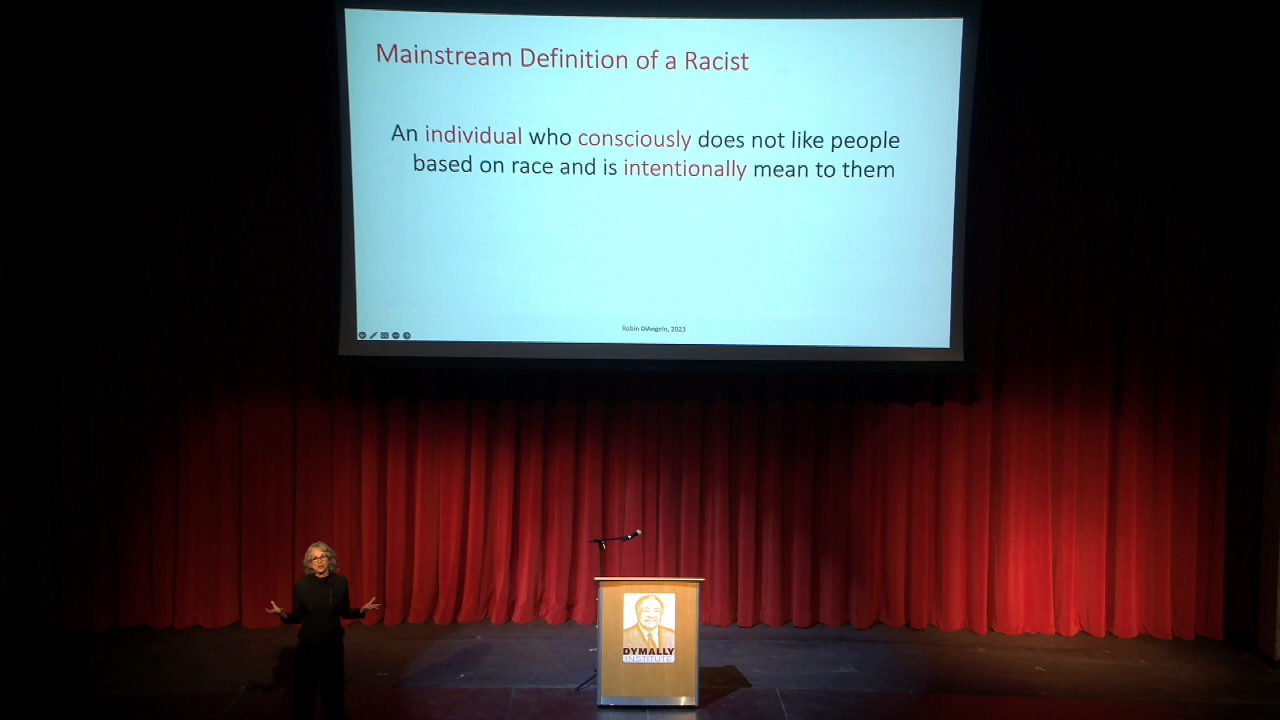 Mainstream Definition of a Racist
An individual who consciously does not like people
based on race and is intentionally mean to them
Robin DiAngelo, 2023
DYMALLY
INSTITUTE